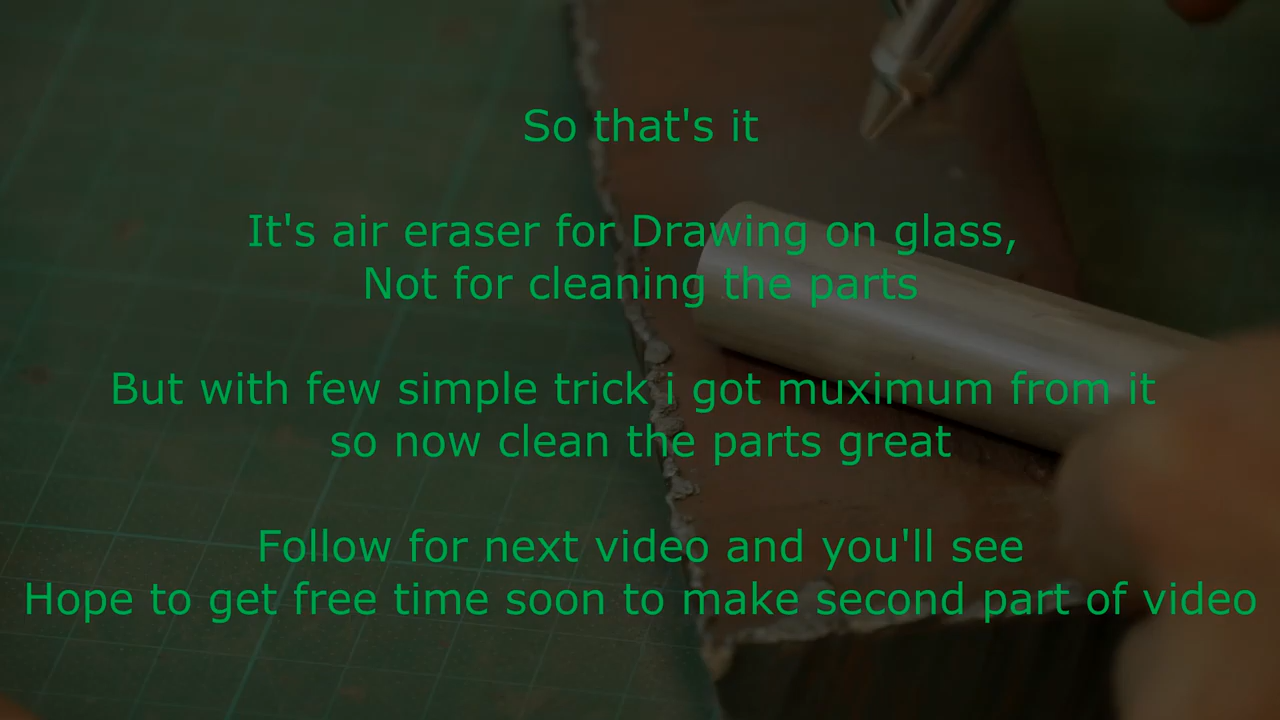 So that's it
It's air eraser for Drawing on glass,
Not for cleaning the parts
But with few simple trick i got muximum from it
so now clean the parts great
Follow for next video and you'll see
Hope to get free time soon to make second part of video